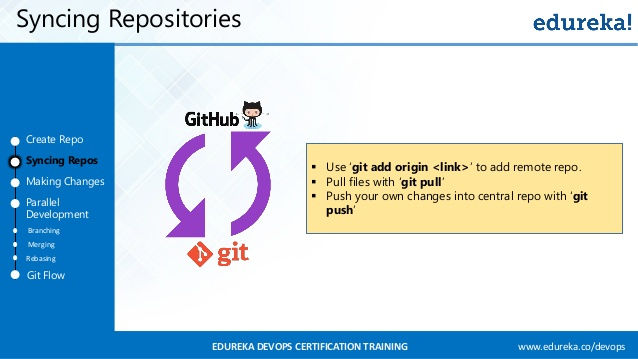 Syncing Repositories
edureka!
Create Repo
Syncing Repos
Making Changes
Parallel
Development
Branching
Merging
Rebasing
Git Flow
GitHub
git
▪ Use ‘git add origin <link>’ to add remote repo.
▪ Pull files with ‘git pull’
▪ Push your own changes into central repo with ‘git
push’
EDUREKA DEVOPS CERTIFICATION TRAINING
www.edureka.co/devops